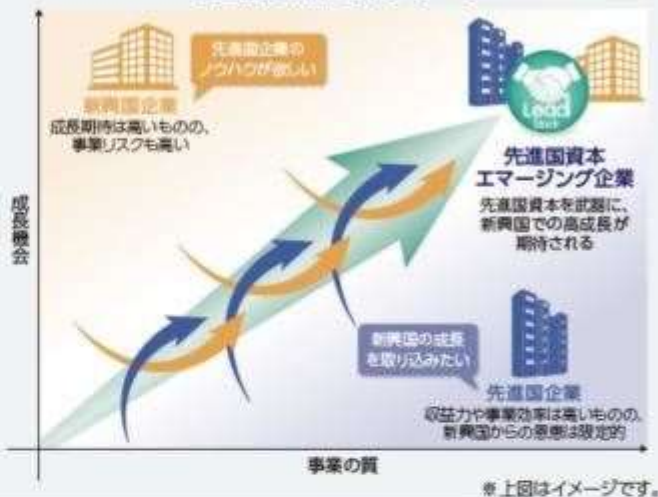 先進国企業の
ノウハウが欲しい
新興国企業
成長期待は高いものの、
事業リスクも高い
Lead
先進国資本
エマージング企業
先進国資本を武器に、
新興国での高成長が
期待される
成長機会
新興国の成長
を取り込みたい
先進国企業
収益力や事業効率は高いものの、
新興国からの恩恵は限定的
事業の質
※上図はイメージです。